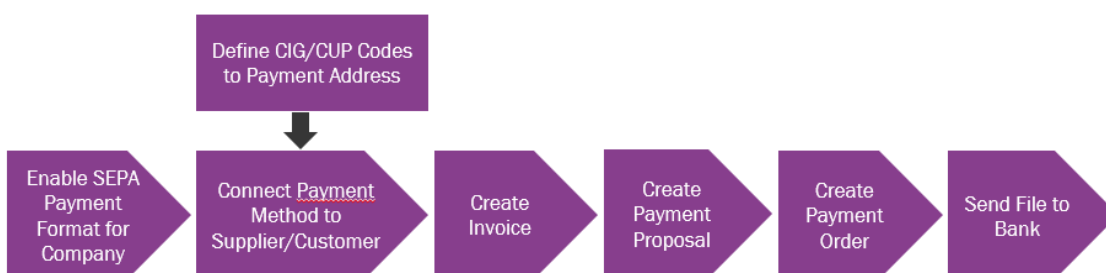 Define CIG/CUP Codes
to Payment Address
Enable SEPA
Payment
Format for
Company
Connect Payment
Method to
Supplier/Customer
Create
Invoice
Create
Payment
Proposal
Create
Payment
Order
Send File to
Bank